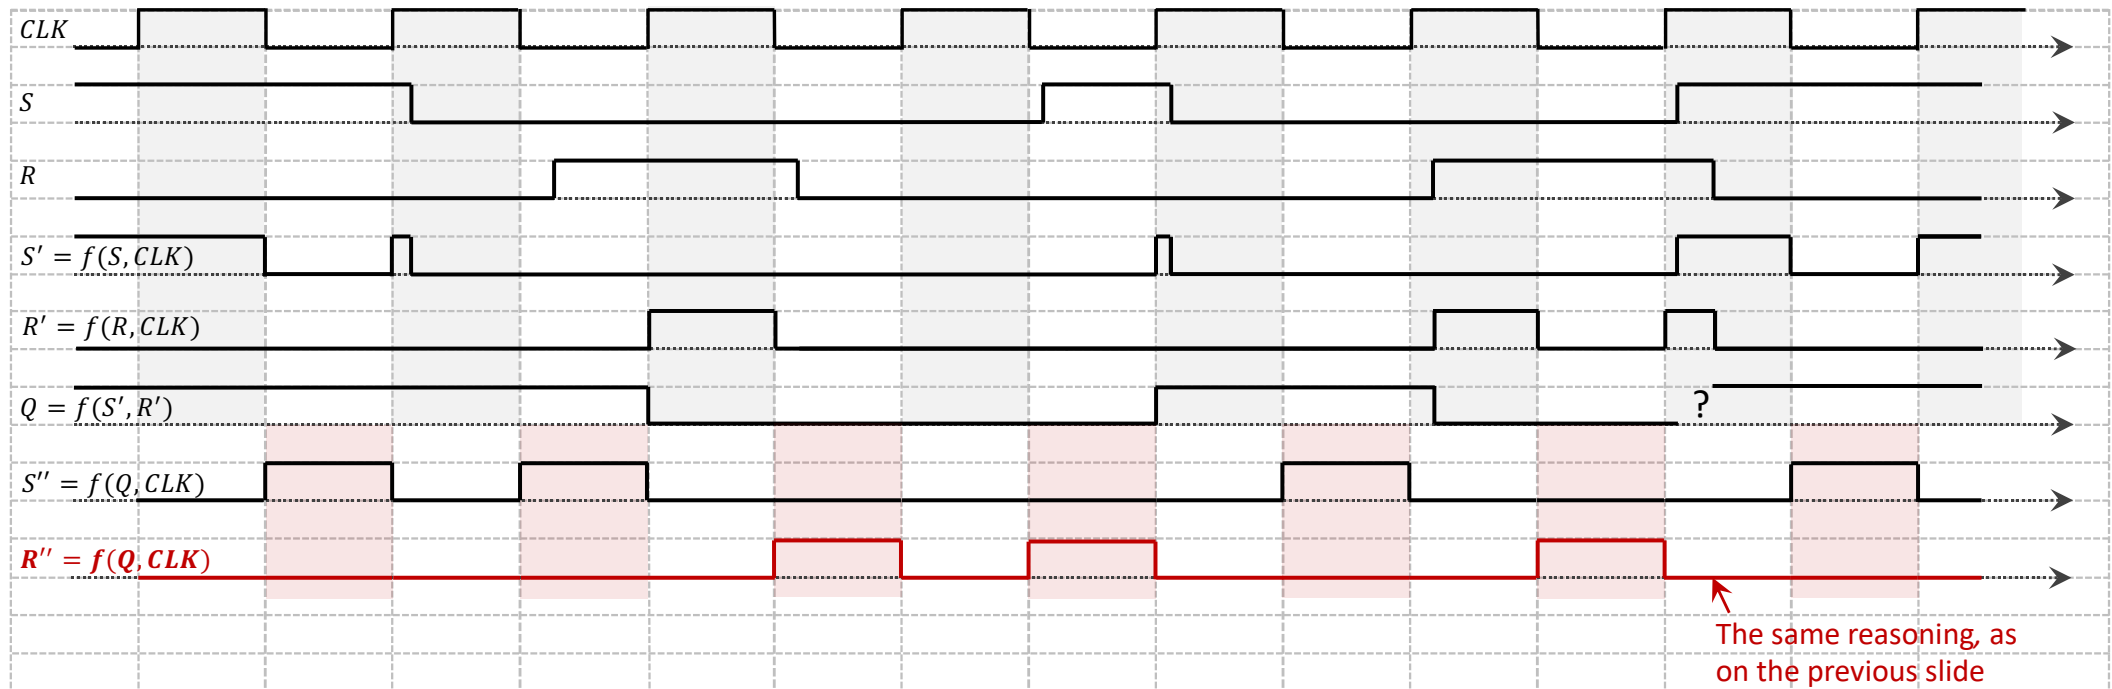 CLK
S
R
S′ = f(S, CLK)
R′ = f(R, CLK)
Q = f(S′, R′)
?
S′′ = f(Q, CLK)
R′′ = f(Q, CLK)
The same reasoning, as
on the previous slide